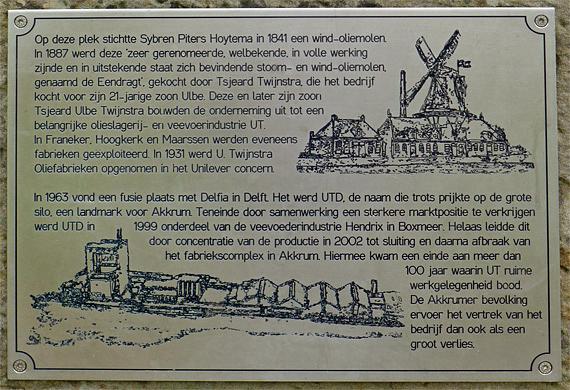 Op deze plek stichtte Sybren Piters Hoytema in 1841 een wind-oliemolen.
In 1887 werd deze 'zeer gerenomeerde, welbekende, in volle werking
zijnde en in uitstekende staat zich bevindende stoom- en wind-oliemolen,
genaamd de Eendragt', gekocht door Tsjeard Twijnstra, die het bedrijf
kocht voor zijn 21-jarige zoon Ulbe. Deze en later zijn zoon
Tsjeard Ulbe Twijnstra bouwden de onderneming uit tot een
belangrijke olieslagerij- en veevoerindustrie UT.
In Franeker, Hoogkerk en Maarssen werden eveneens
fabrieken geëxploiteerd. In 1931 werd U. Twijnstra
Oliefabrieken opgenomen in het Unilever concern.
In 1963 vond een fusie plaats met Delfia in Delft. Het werd UTD, de naam die trots prijkte op de grote
silo, een landmark voor Akkrum. Teneinde door samenwerking een sterkere marktpositie te verkrijgen
werd UTD in 1999 onderdeel van de veevoederindustrie Hendrix in Boxmeer. Helaas leidde dit
door concentratie van de productie in 2002 tot sluiting en daarna afbraak van
het fabriekscomplex in Akkrum. Hiermee kwam een einde aan meer dan
100 jaar waarin UT ruime
werkgelegenheid bood.
De Akkrumer bevolking
ervoer het vertrek van het
bedrijf dan ook als een
groot verlies.